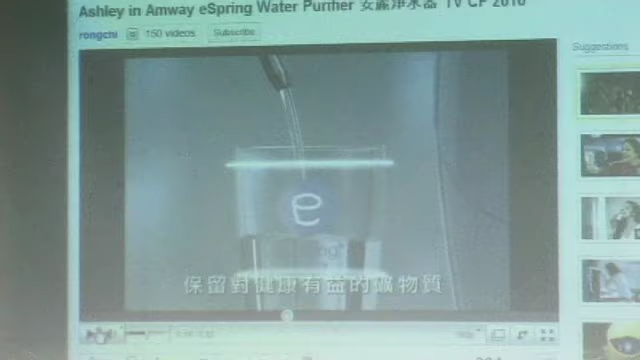 Ashley in Amway eSpring Water Purifier 安麗淨水器 TV CF 2010
rongchi 150 videos Subscribe
Suggestions
e
保留對健康有益的礦物質